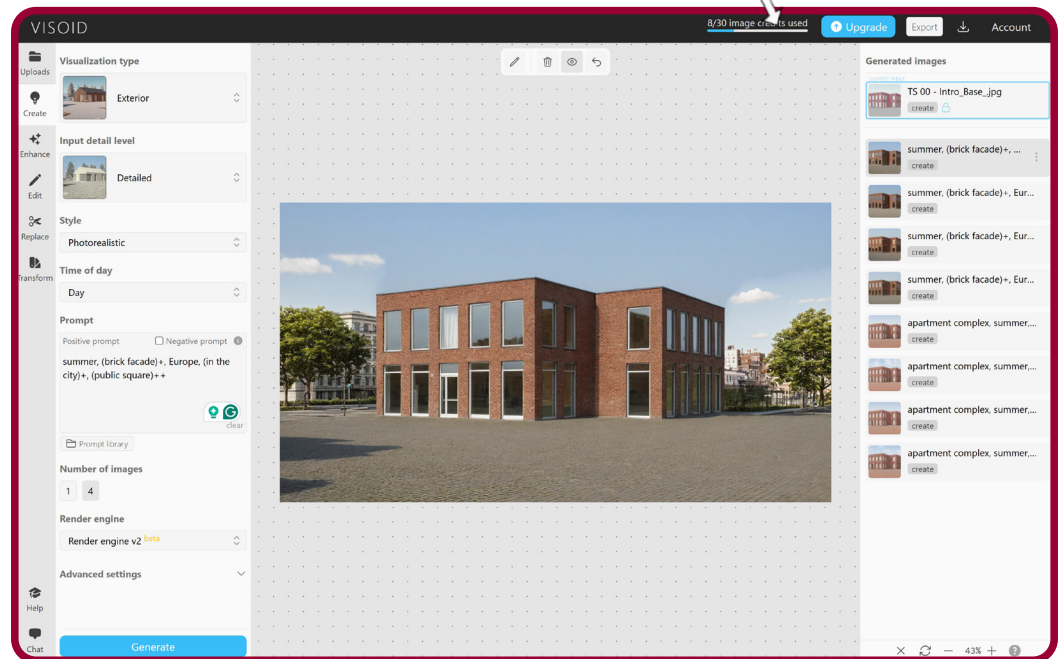 VISOID
8/30 image credits used
Upgrade
Export
Account
Uploads
Create
Enhance
Edit
Replace
Transform
Help
Chat
Visualization type
Exterior
Input detail level
Detailed
Style
Photorealistic
Time of day
Day
Prompt
Positive prompt
Negative prompt
summer, (brick facade)+, Europe, (in the
city)+, (public square)++
clear
Prompt library
Number of images
1 4
Render engine
Render engine v2 beta
Advanced settings
Generate
Generated images
TS 00 - Intro_Base_.jpg
create
summer, (brick facade)+, ...
create
summer, (brick facade)+, Eur...
create
summer, (brick facade)+, Eur...
create
summer, (brick facade)+, Eur...
create
apartment complex, summer,...
create
apartment complex, summer,...
create
apartment complex, summer,...
create
apartment complex, summer,...
create
43%